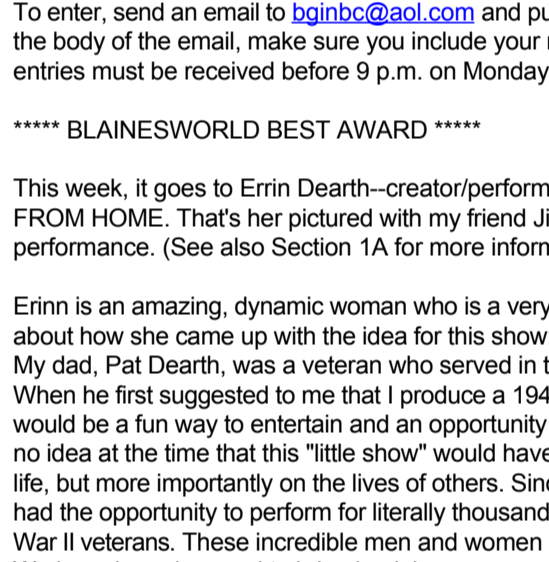 To enter, send an email to bginbc@aol.com and pu
the body of the email, make sure you include your
entries must be received before 9 p.m. on Monday
***** BLAINESWORLD BEST AWARD *****
This week, it goes to Errin Dearth--creator/perform
FROM HOME. That's her pictured with my friend Ji
performance. (See also Section 1A for more inform
Erinn is an amazing, dynamic woman who is a very
about how she came up with the idea for this show
My dad, Pat Dearth, was a veteran who served in t
When he first suggested to me that I produce a 194
would be a fun way to entertain and an opportunity
no idea at the time that this "little show" would have
life, but more importantly on the lives of others. Sinc
had the opportunity to perform for literally thousand
War II veterans. These incredible men and women